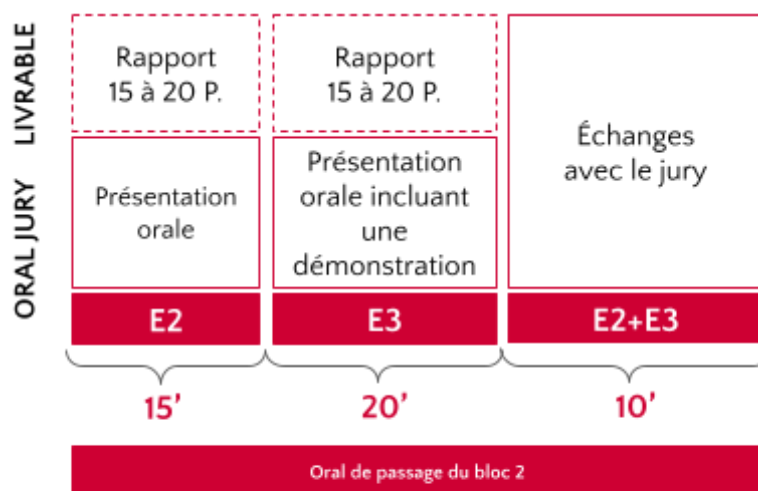 LIVRABLE
ORAL JURY
Rapport
15 à 20 P.
Rapport
15 à 20 P.
Échanges
avec le jury
Présentation
orale
Présentation
orale incluant
une
démonstration
E2
E3
E2+E3
15’
20’
10’
Oral de passage du bloc 2